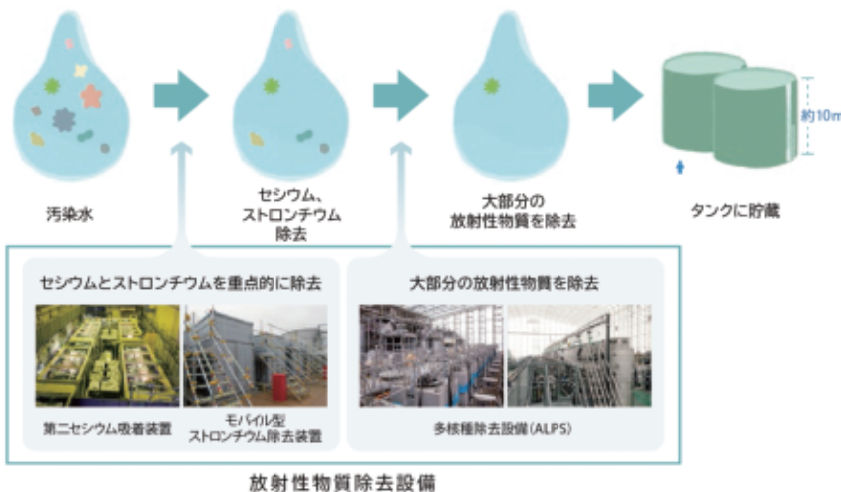 約10m
汚染水
セシウム、
ストロンチウム
除去
大部分の
放射性物質を除去
タンクに貯蔵
セシウムとストロンチウムを重点的に除去
大部分の放射性物質を除去
第二セシウム吸着装置
モバイル型
ストロンチウム除去装置
多核種除去設備(ALPS)
放射性物質除去設備